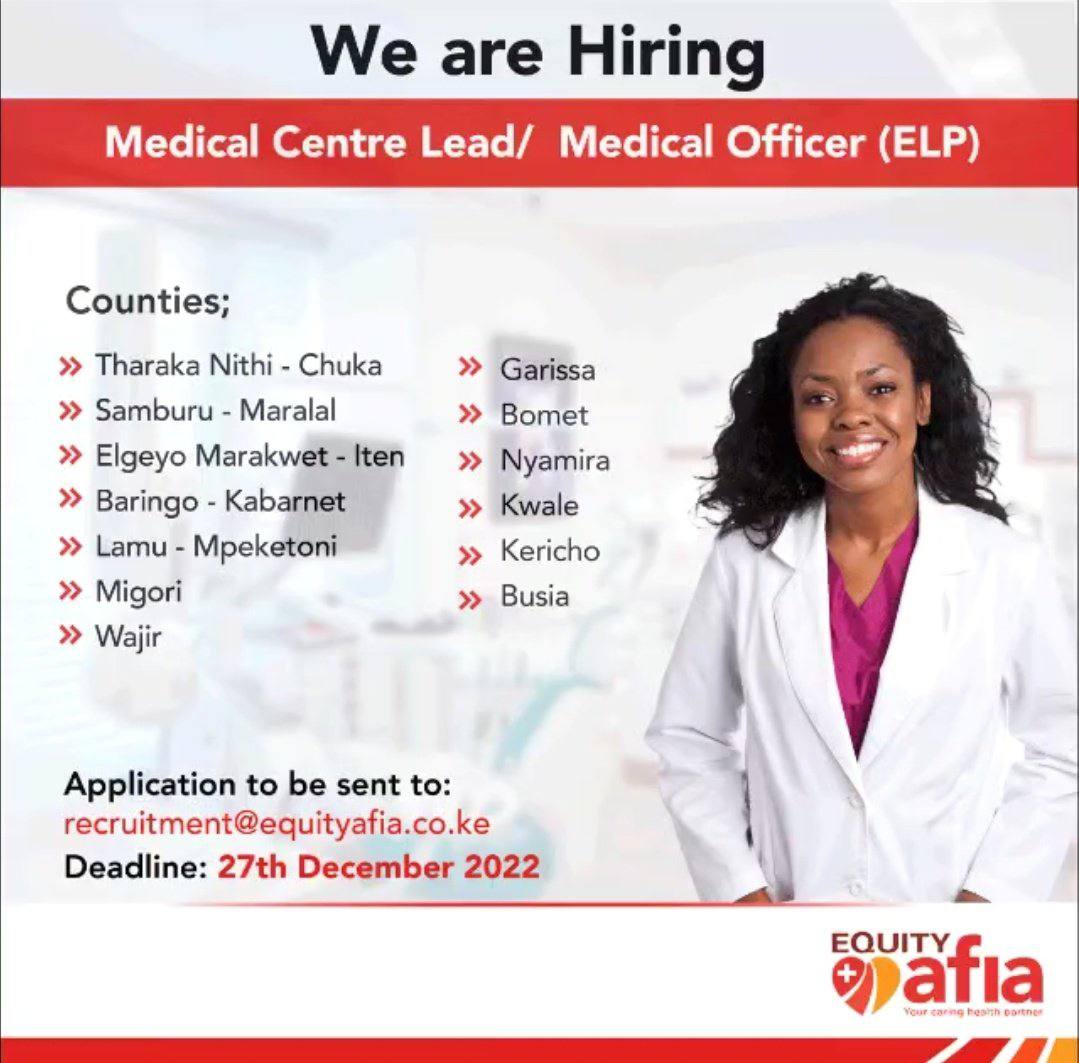 We are Hiring
Medical Centre Lead/ Medical Officer (ELP)
Counties;
Tharaka Nithi - Chuka
Samburu - Maralal
Elgeyo Marakwet - Iten
Baringo - Kabarnet
Lamu - Mpeketoni
Migori
Wajir
Garissa
Bomet
Nyamira
Kwale
Kericho
Busia
Application to be sent to:
recruitment@equityafia.co.ke
Deadline: 27th December 2022
EQUITY
afia
Your caring health partner